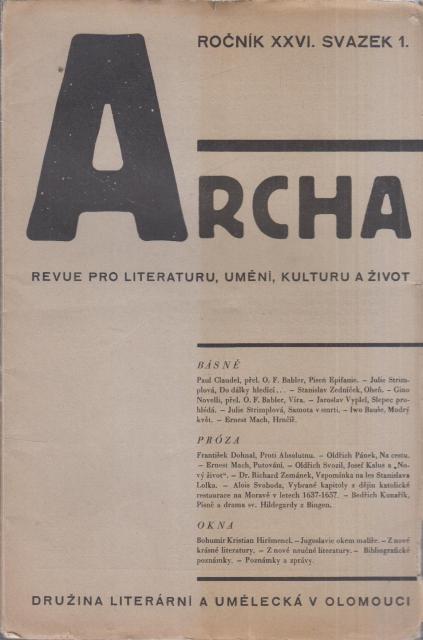 ROČNÍK XXVI. SVAZEK 1.
ARCHA
REVUE PRO LITERATURU, UMĚNÍ, KULTURU A ŽIVOT
BÁSNĚ
Paul Claudel, přel. O. F. Babler, Píseň Epifanie. – Julie Strim-
plová, Do dálky hledící... – Stanislav Zedníček, Oheň. – Gino
Novelli, přel. O. F. Babler, Víra. – Jaroslav Vyplel, Slepec pro-
hlédá. – Julie Strimplová, Samota v smrti. – Iwo Bauše, Modrý
květ. – Ernest Mach, Hrnčíř.
PRÓZA
František Dohnal, Proti Absolutnu. – Oldřich Pánek, Na cestu.
– Ernest Mach, Putování. – Oldřich Svozil, Josef Kalus a „No-
vý život“. – Dr. Richard Zemánek, Vzpomínka na les Stanislava
Lolka. – Alois Svoboda, Vybrané kapitoly z dějin katolické
restaurace na Moravě v letech 1637-1657. – Bedřich Konařík,
Písně a drama sv. Hildegardy z Bingen.
OKNA
Bohumír Kristian Hiršmencl. – Jugoslavie okem malíře. – Z nové
krásné literatury. – Z nové naučné literatury. – Bibliografické
poznámky. – Poznámky a zprávy.
DRUŽINA LITERÁRNÍ A UMĚLECKÁ V OLOMOUCI